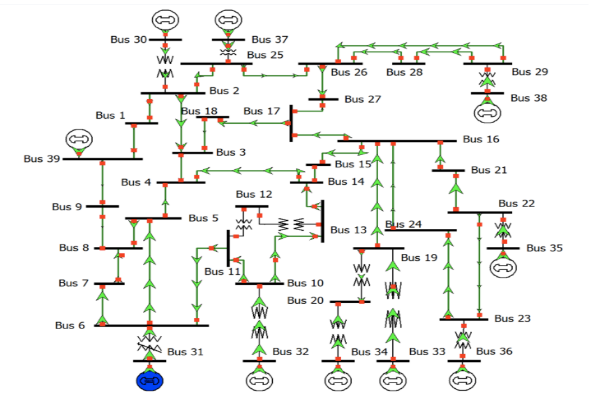 Bus 30
Bus 37
Bus 25
Bus 26
Bus 28
Bus 29
Bus 2
Bus 38
Bus 27
Bus 18
Bus 17
Bus 1
Bus 16
Bus 3
Bus 39
Bus 15
Bus 21
Bus 4
Bus 14
Bus 12
Bus 22
Bus 9
Bus 5
Bus 24
Bus 13
Bus 8
Bus 35
Bus 11
Bus 19
Bus 7
Bus 10
Bus 20
Bus 23
Bus 6
Bus 31
Bus 32
Bus 34
Bus 33
Bus 36